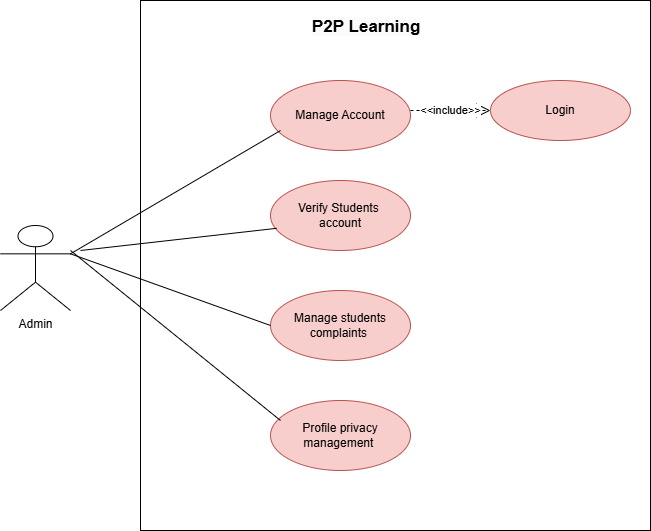 P2P Learning
Manage Account
<<include>>
Login
Verify Students
account
Admin
Manage students
complaints
Profile privacy
management